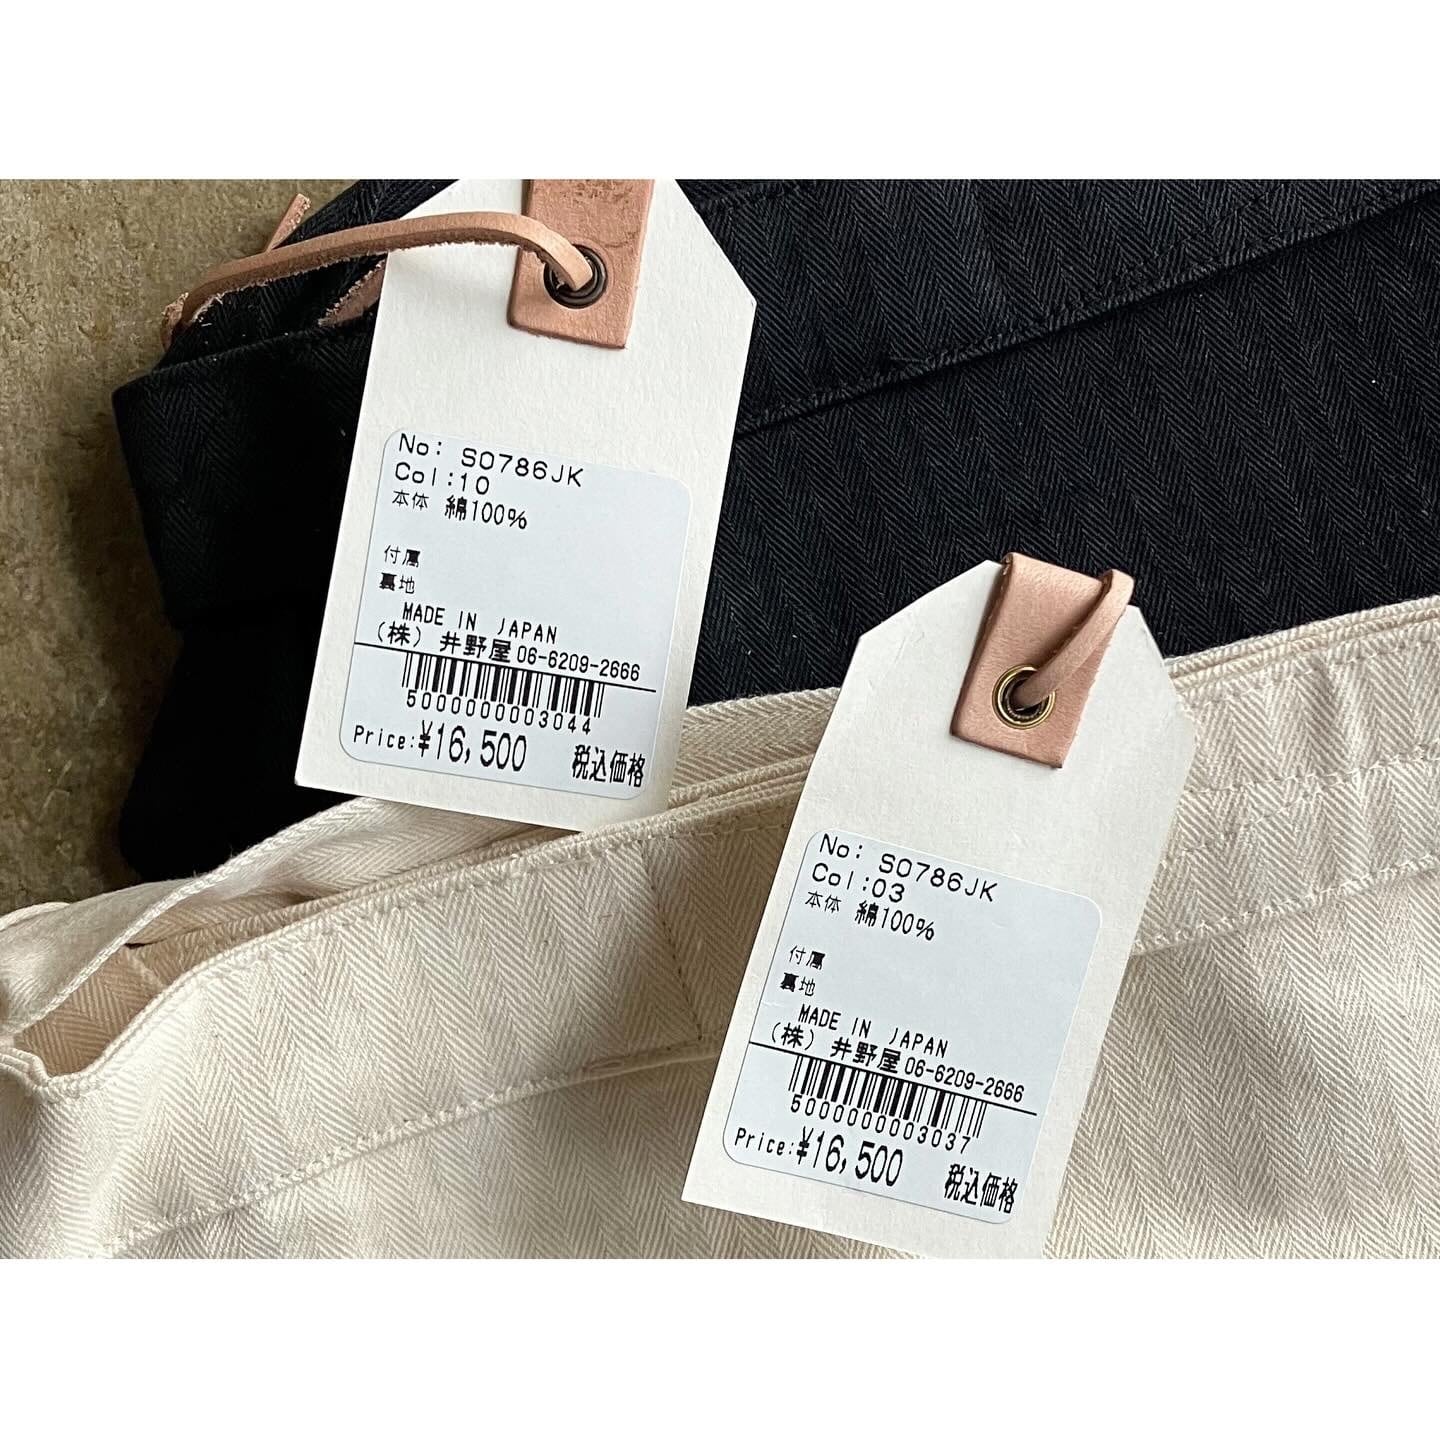 No: S0786JK
Col:10
本体 綿100%
付属
裏地
MADE IN JAPAN
(株) 井野屋 06-6209-2666
5000000003044
Price:¥16,500 税込価格
No: S0786JK
Col:03
本体 綿100%
付属
裏地
MADE IN JAPAN
(株) 井野屋 06-6209-2666
5000000003037
Price:¥16,500 税込価格